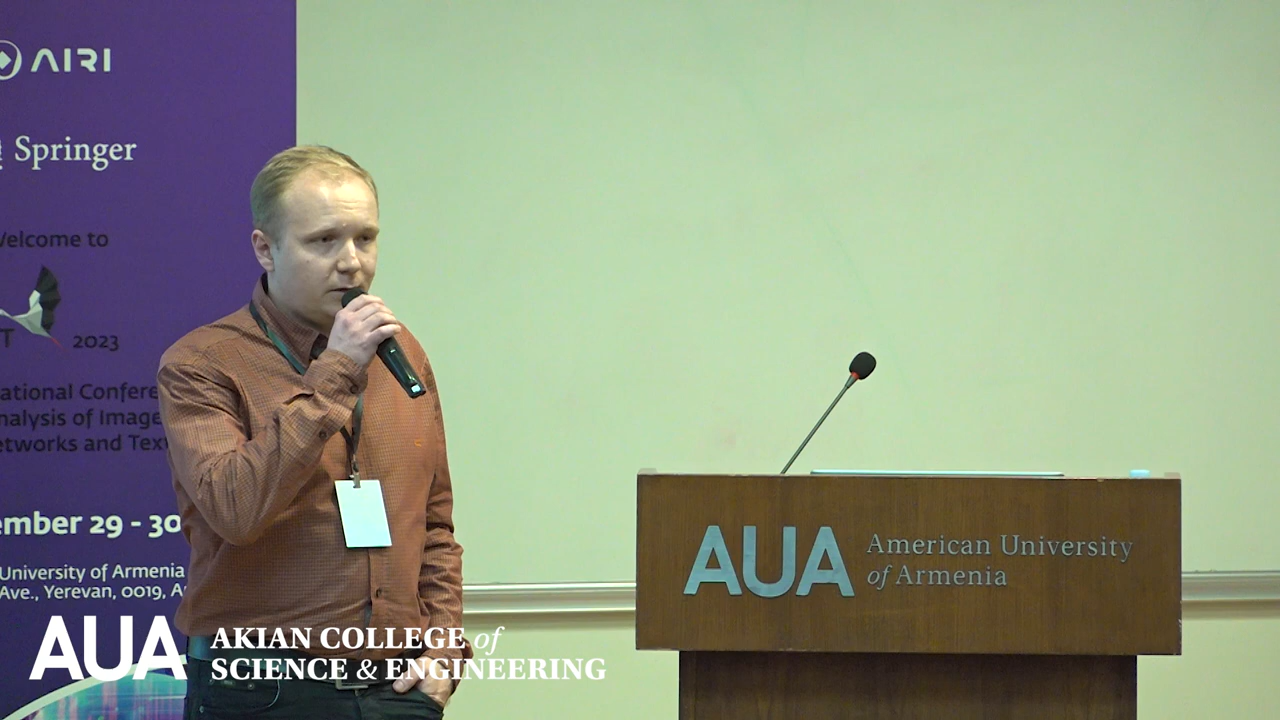 AIRI
Springer
Welcome to
T 2023
ational Confere
nalysis of Image
etworks and Tex
ember 29 - 30
University of Armenia
Ave., Yerevan, 0019, A
AUA
AKIAN COLLEGE of
SCIENCE & ENGINEERING
AUA
American University
of Armenia